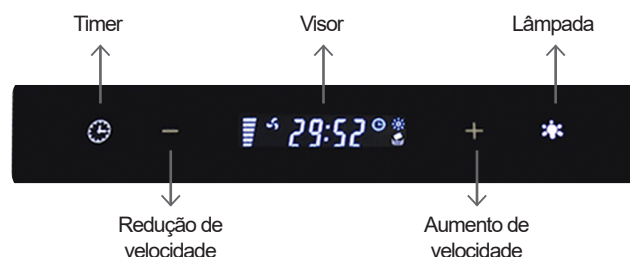 Timer
Visor
Lâmpada
29:52
Redução de
velocidade
Aumento de
velocidade